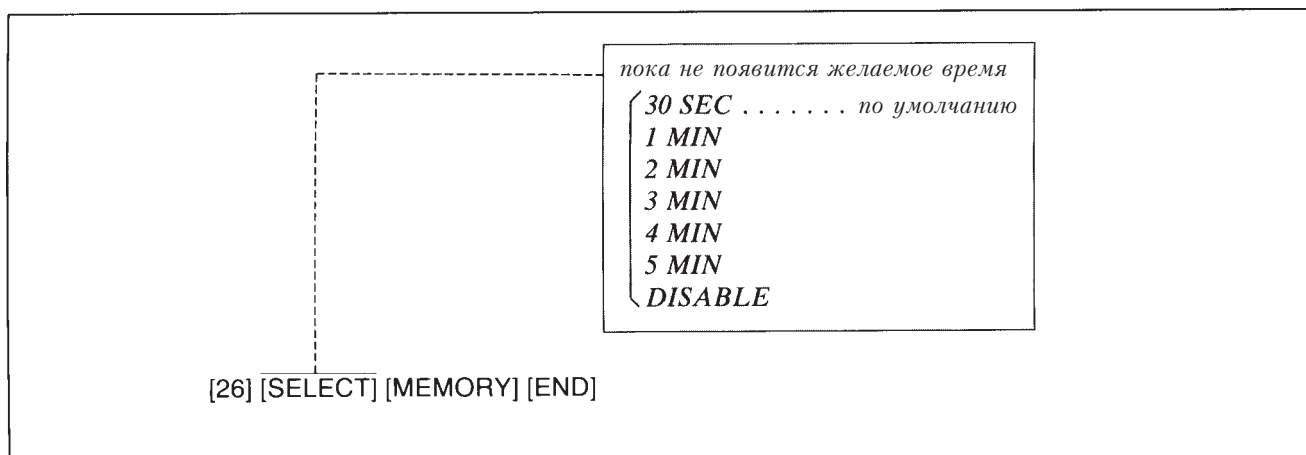 пока не появится желаемое время
30 SEC ....... по умолчанию
1 MIN
2 MIN
3 MIN
4 MIN
5 MIN
DISABLE
[26] [SELECT] [MEMORY] [END]